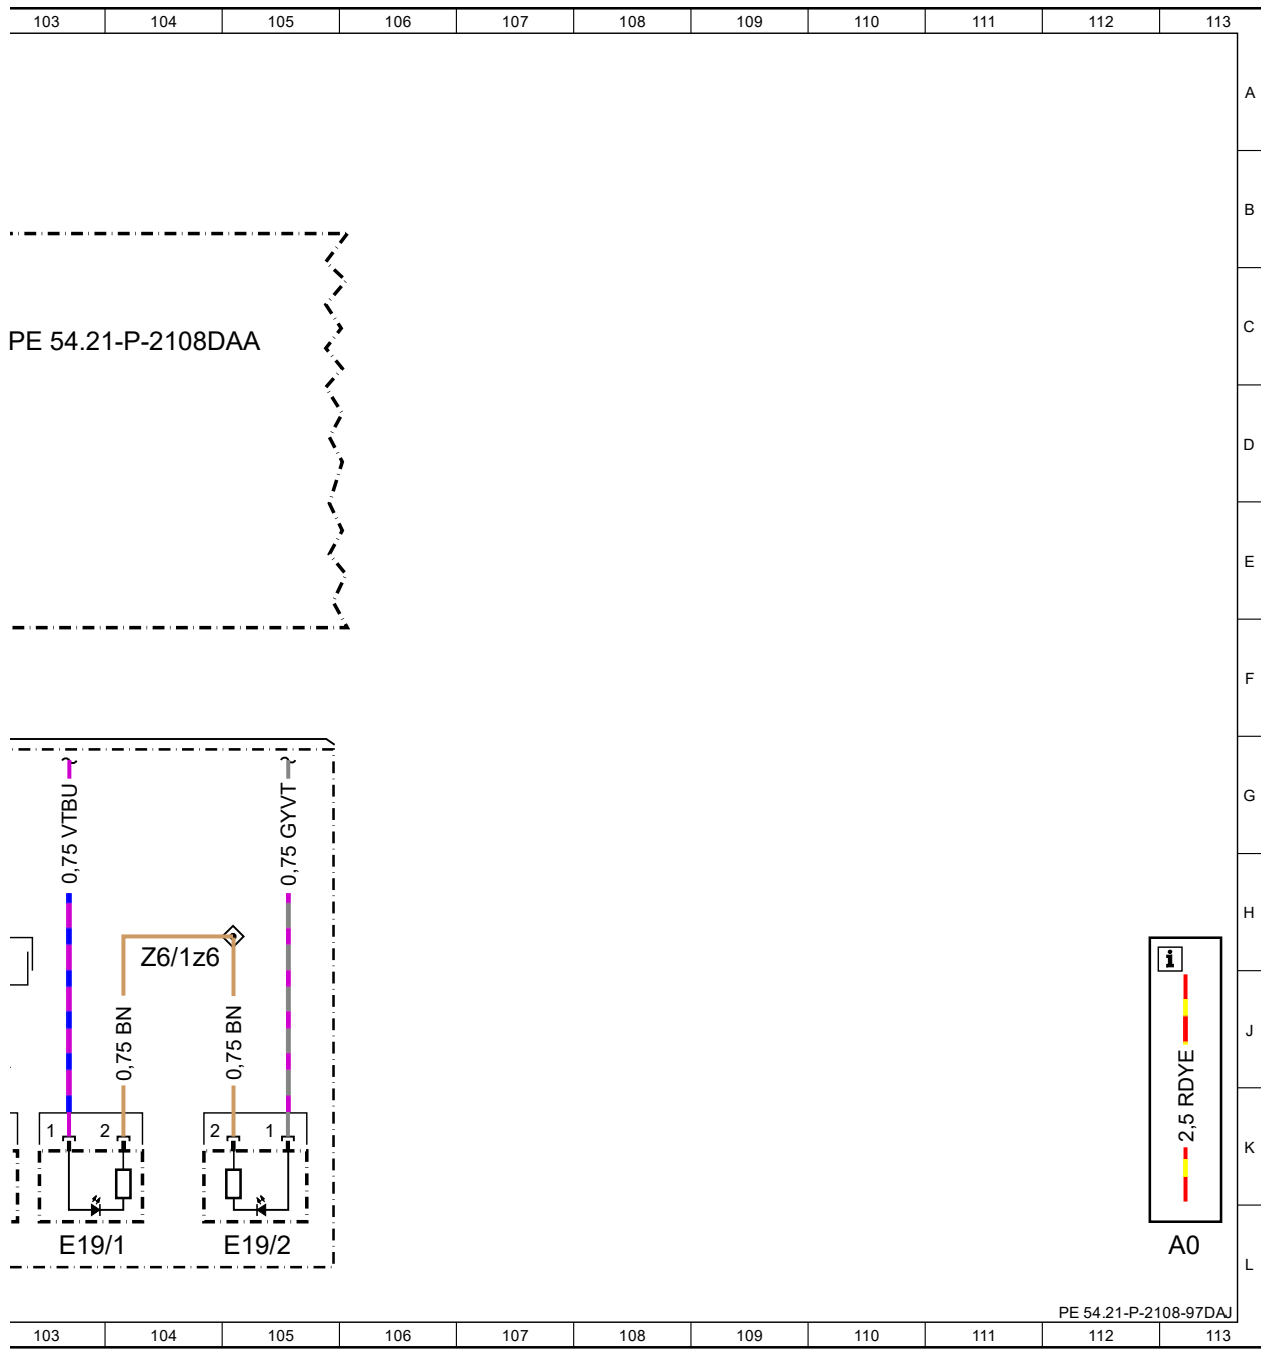 103 104 105 106 107 108 109 110 111 112 113
A
B
PE 54.21-P-2108DAA
C
D
E
F
0,75 VTBU
0,75 GYVT
G
H
Z6/1z6
i
0,75 BN
0,75 BN
J
2,5 RDYE
1 2 2 1
K
E19/1 E19/2 A0
L
PE 54.21-P-2108-97DAJ
103 104 105 106 107 108 109 110 111 112 113